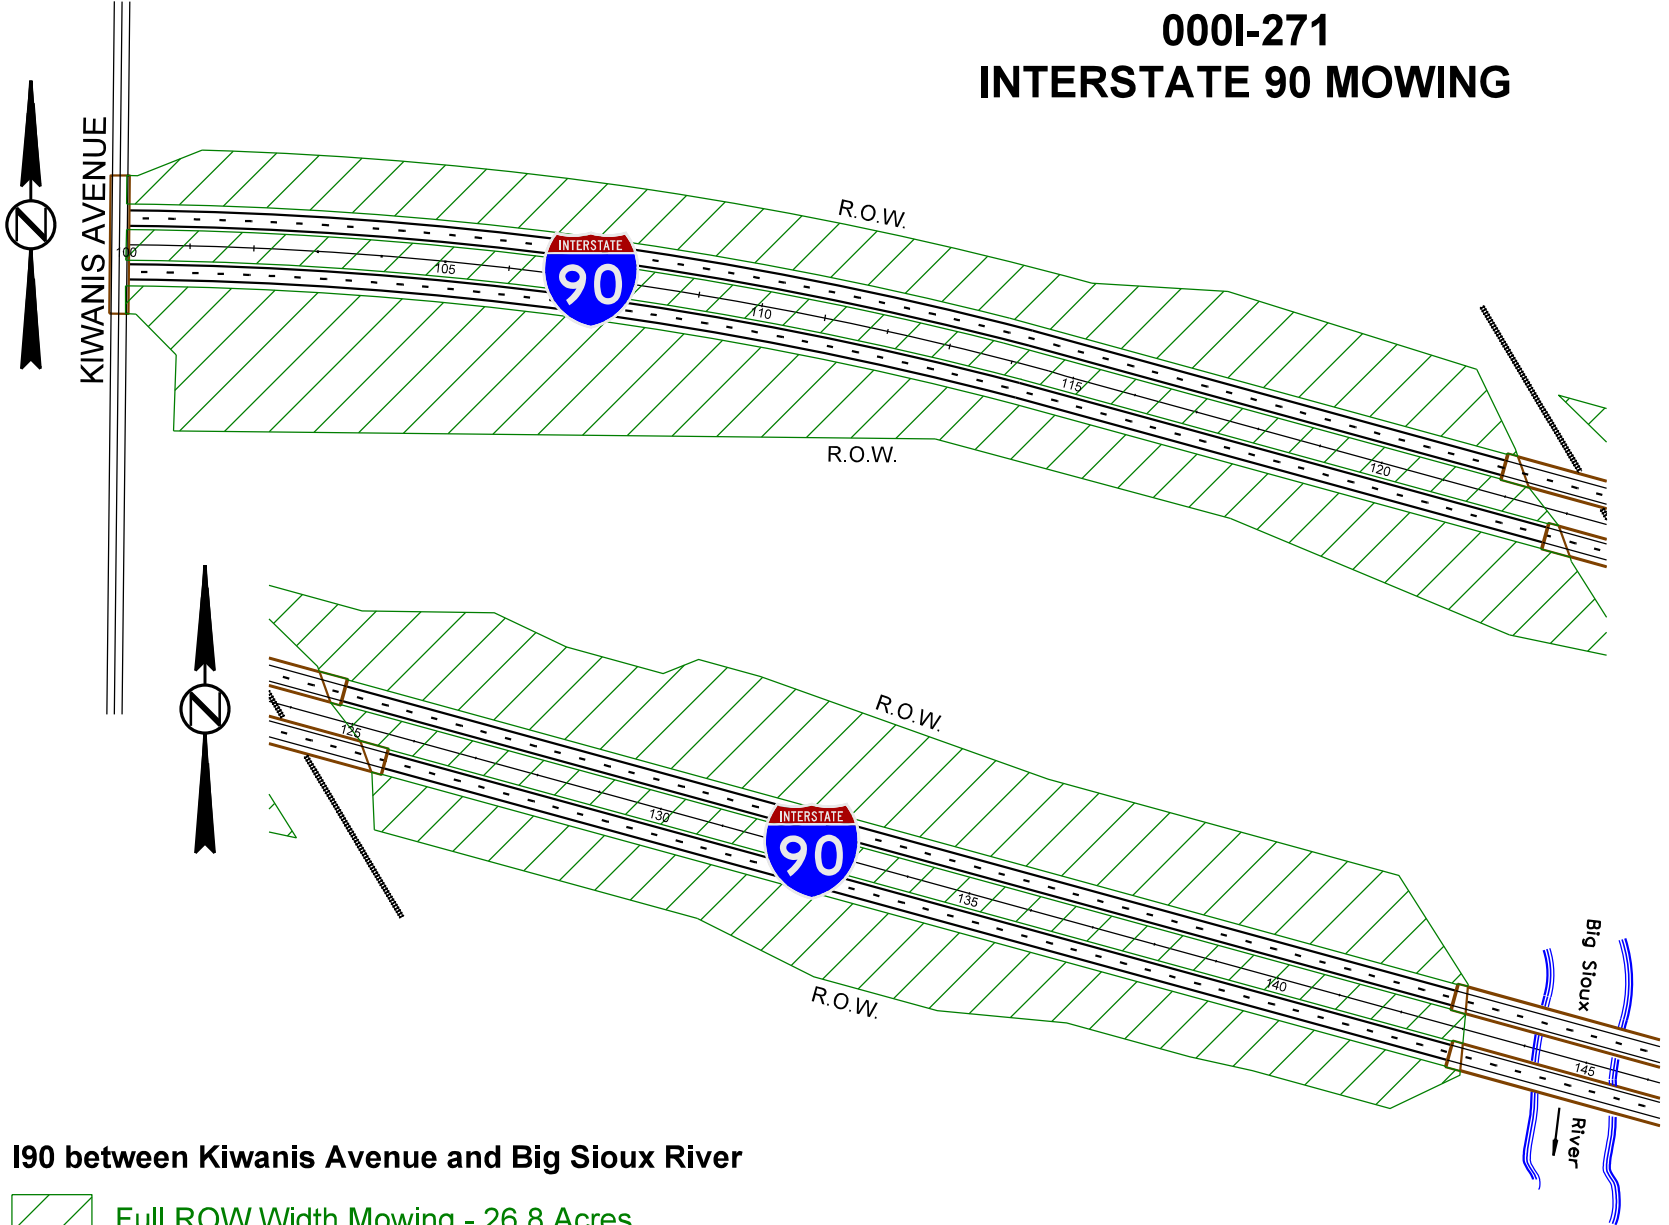 000I-271
INTERSTATE 90 MOWING
KIWANIS AVENUE
N
R.O.W.
100
105
INTERSTATE
90
110
115
120
R.O.W.
N
R.O.W.
125
130
INTERSTATE
90
135
140
145
R.O.W.
Big Sioux
River
I90 between Kiwanis Avenue and Big Sioux River
Full ROW Width Mowing - 26.8 Acres